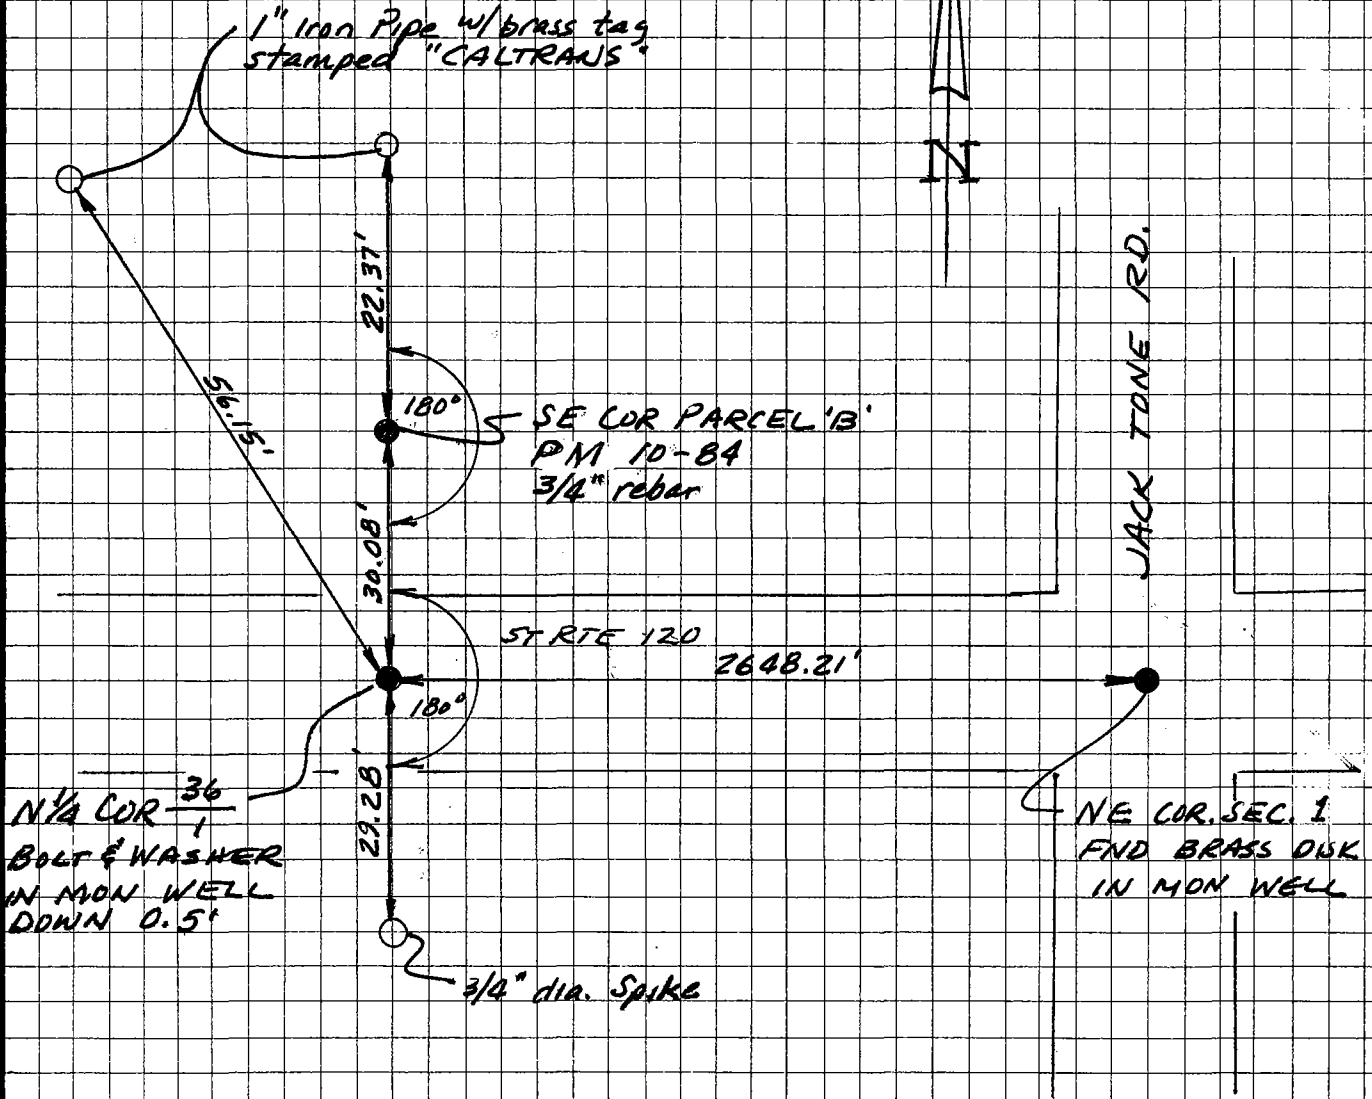 1" Iron Pipe w/ brass tag
stamped "CALTRANS"
N
22.37'
JACK TONE RD.
56.15'
180°
SE COR PARCEL 'B'
PM 10-84
3/4" rebar
30.08'
ST RTE 120
2648.21'
180°
29.28'
N 1/4 COR 36/1
BOLT & WASHER
IN MON WELL
DOWN 0.5'
NE COR. SEC. 1
FND BRASS DISK
IN MON WELL
3/4" dia. Spike